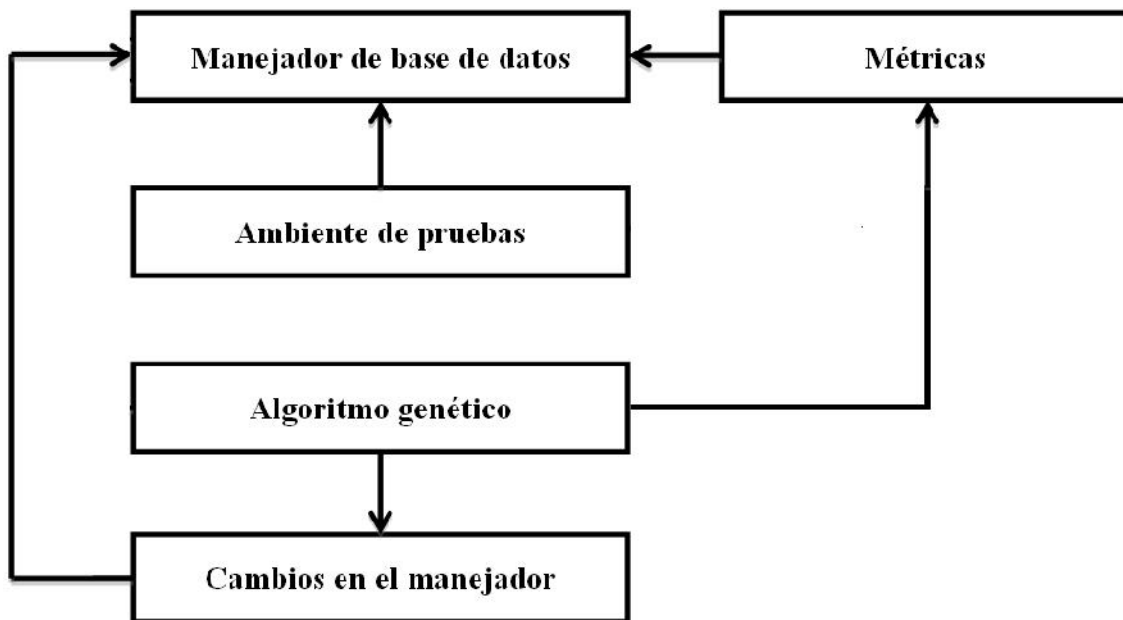 Manejador de base de datos
Métricas
Ambiente de pruebas
Algoritmo genético
Cambios en el manejador